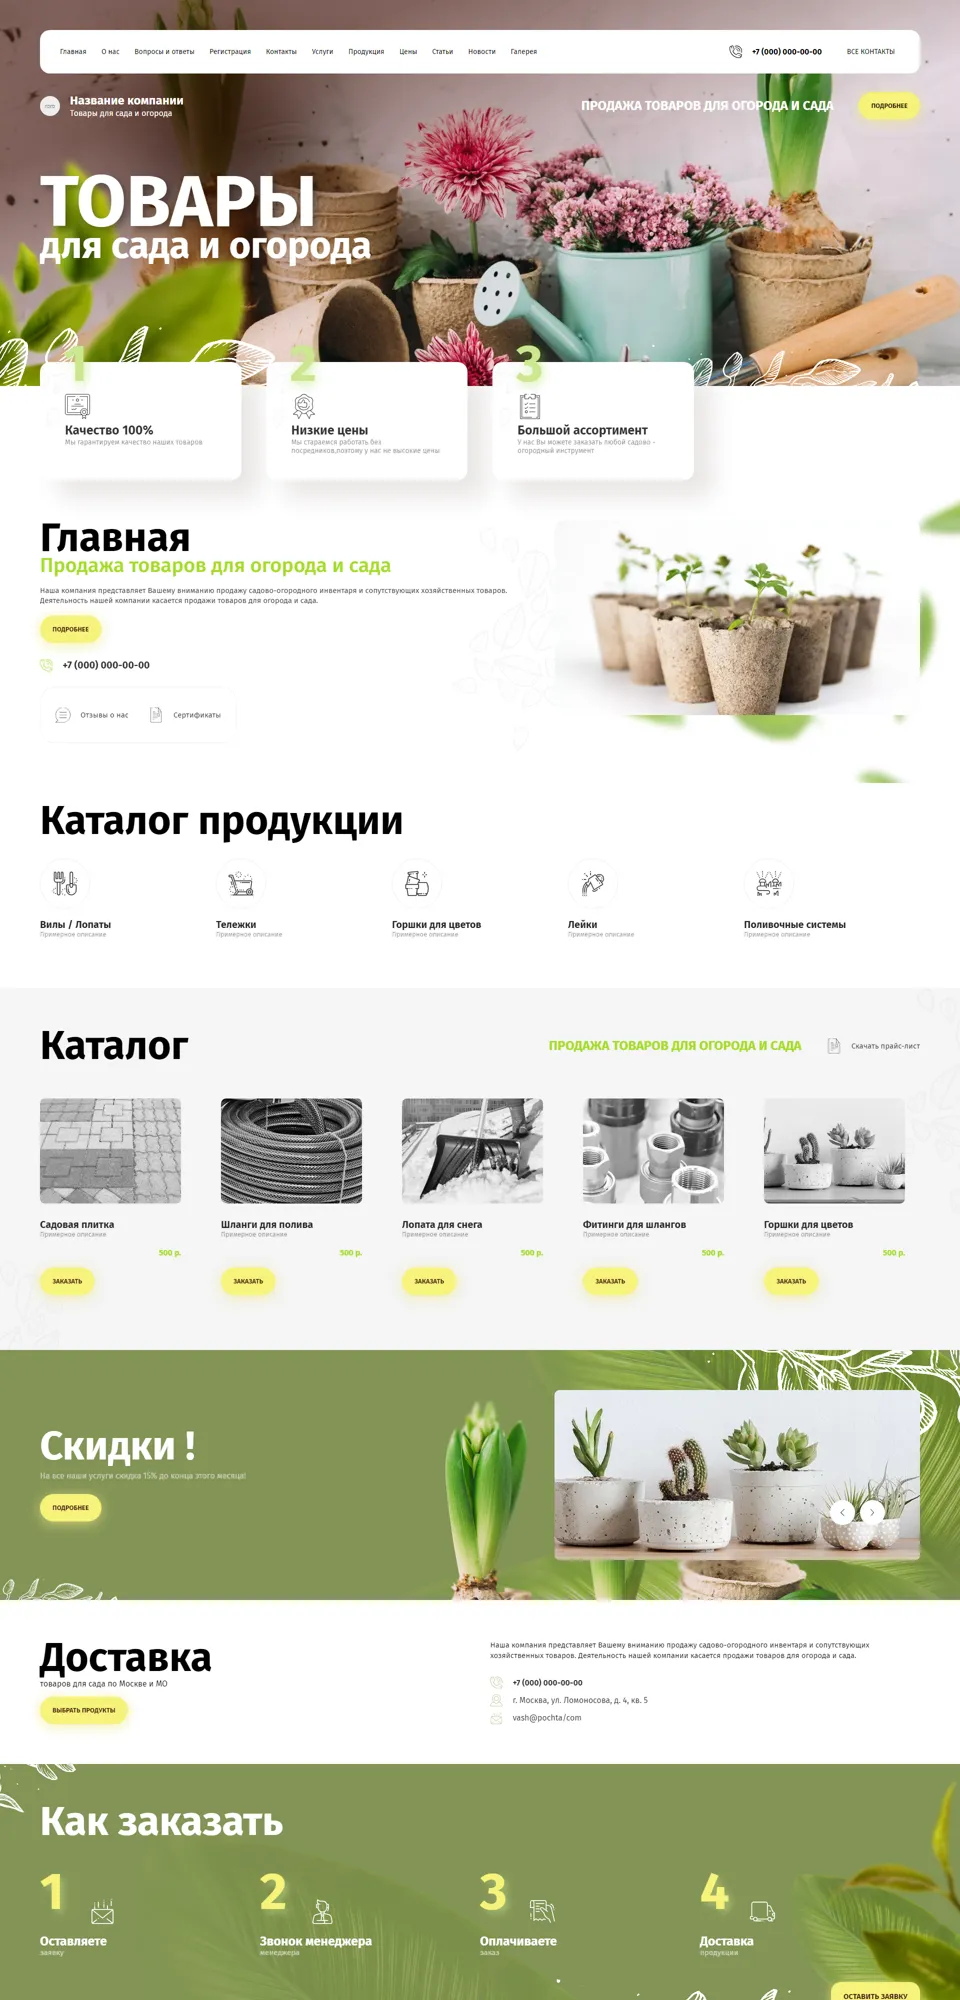 Главная О нас Вопросы и ответы Регистрация Контакты Услуги Продукция Цены Статьи Новости Галерея
+7 (000) 000-00-00 ВСЕ КОНТАКТЫ
Название компании
Товары для сада и огорода
ПРОДАЖА ТОВАРОВ ДЛЯ ОГОРОДА И САДА
ПОДРОБНЕЕ
ТОВАРЫ
для сада и огорода
1
Качество 100%
Мы гарантируем качество наших товаров
2
Низкие цены
Мы стараемся работать без
посредников,поэтому у нас не высокие цены
3
Большой ассортимент
У нас Вы можете заказать любой садово -
огородный инструмент
Главная
Продажа товаров для огорода и сада
Наша компания представляет Вашему вниманию продажу садово-огородного инвентаря и сопутствующих хозяйственных товаров.
Деятельность нашей компании касается продажи товаров для огорода и сада.
ПОДРОБНЕЕ
+7 (000) 000-00-00
Отзывы о нас Сертификаты
Каталог продукции
Вилы / Лопаты
Примерное описание
Тележки
Примерное описание
Горшки для цветов
Примерное описание
Лейки
Примерное описание
Поливочные системы
Примерное описание
Каталог
ПРОДАЖА ТОВАРОВ ДЛЯ ОГОРОДА И САДА
Скачать прайс-лист
Садовая плитка
Примерное описание
500 р.
ЗАКАЗАТЬ
Шланги для полива
Примерное описание
500 р.
ЗАКАЗАТЬ
Лопата для снега
Примерное описание
500 р.
ЗАКАЗАТЬ
Фитинги для шлангов
Примерное описание
500 р.
ЗАКАЗАТЬ
Горшки для цветов
Примерное описание
500 р.
ЗАКАЗАТЬ
Скидки !
На все наши услуги скидка 15% до конца этого месяца!
ПОДРОБНЕЕ
Доставка
товаров для сада по Москве и МО
ВЫБРАТЬ ПРОДУКТЫ
Наша компания представляет Вашему вниманию продажу садово-огородного инвентаря и сопутствующих
хозяйственных товаров. Деятельность нашей компании касается продажи товаров для огорода и сада.
+7 (000) 000-00-00
г. Москва, ул. Ломоносова, д. 4, кв. 5
vash@pochta/com
Как заказать
1
Оставляете
заявку
2
Звонок менеджера
менеджера
3
Оплачиваете
заказ
4
Доставка
продукции
ОСТАВИТЬ ЗАЯВКУ